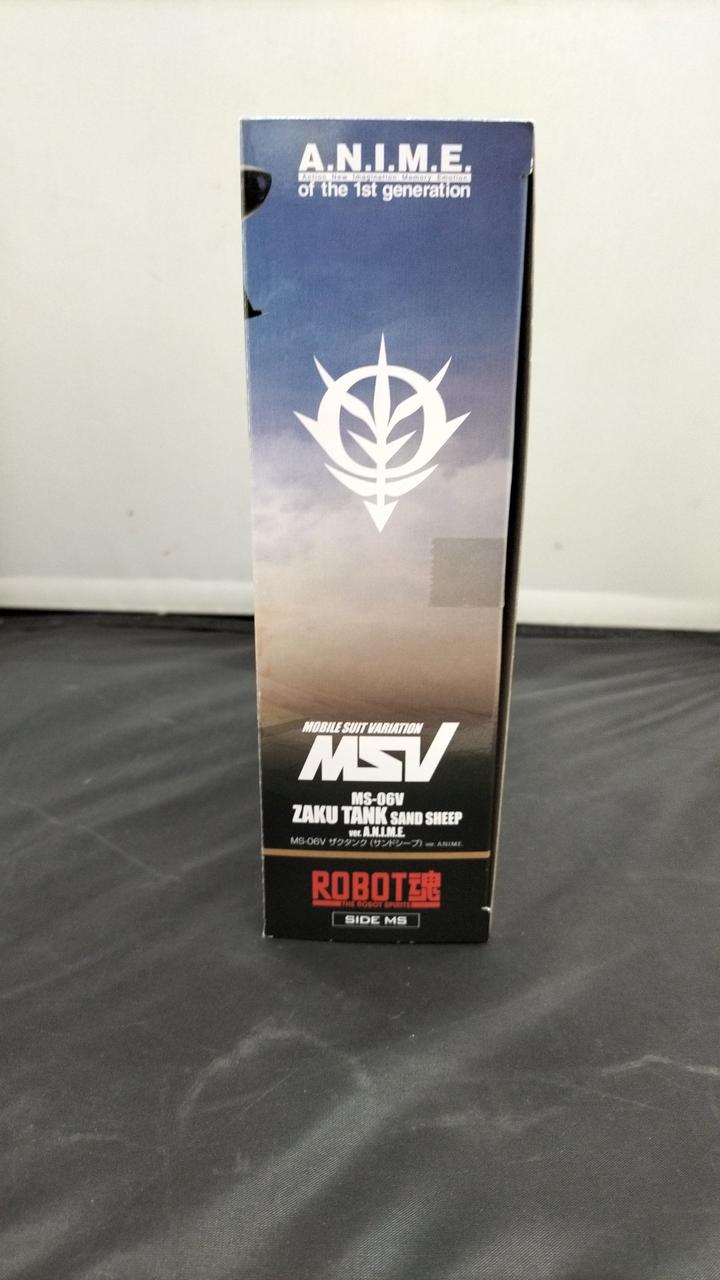 A.N.I.M.E.
Action New Imagination Memory Emotion
of the 1st generation
MOBILE SUIT VARIATION
MSV
MS-06V
ZAKU TANK SAND SHEEP
ver. A.N.I.M.E.
MS-06V ザクタンク(サンドシープ) ver. A.N.I.M.E.
ROBOT魂
THE ROBOT SPIRITS
SIDE MS